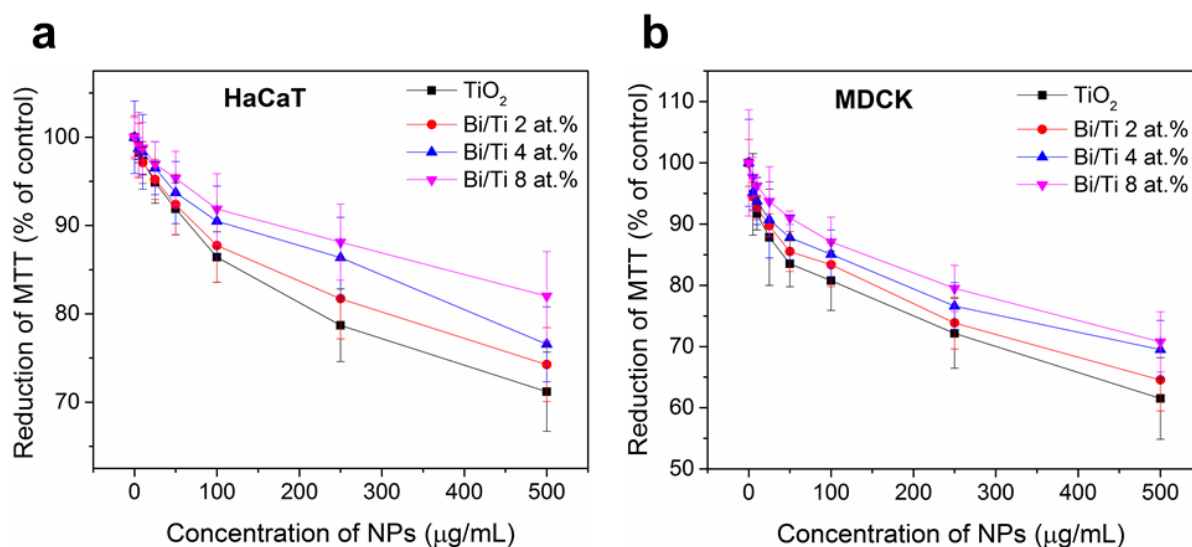 a
HaCaT
TiO₂
Bi/Ti 2 at.%
Bi/Ti 4 at.%
Bi/Ti 8 at.%
Reduction of MTT (% of control)
100
90
80
70
0 100 200 300 400 500
Concentration of NPs (μg/mL)
b
MDCK
TiO₂
Bi/Ti 2 at.%
Bi/Ti 4 at.%
Bi/Ti 8 at.%
Reduction of MTT (% of control)
110
100
90
80
70
60
50
0 100 200 300 400 500
Concentration of NPs (μg/mL)